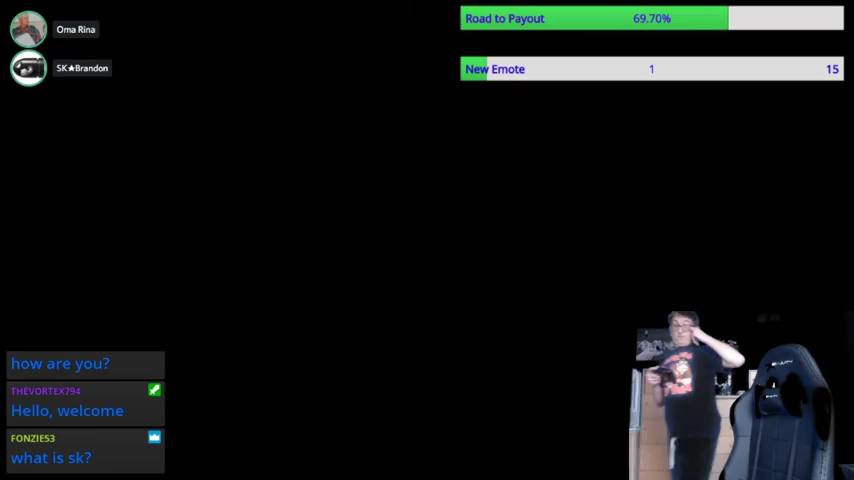 Oma Rina
SK★Brandon
Road to Payout 69.70%
New Emote 1 15
how are you?
THEVORTEX794
Hello, welcome
FONZIE53
what is sk?